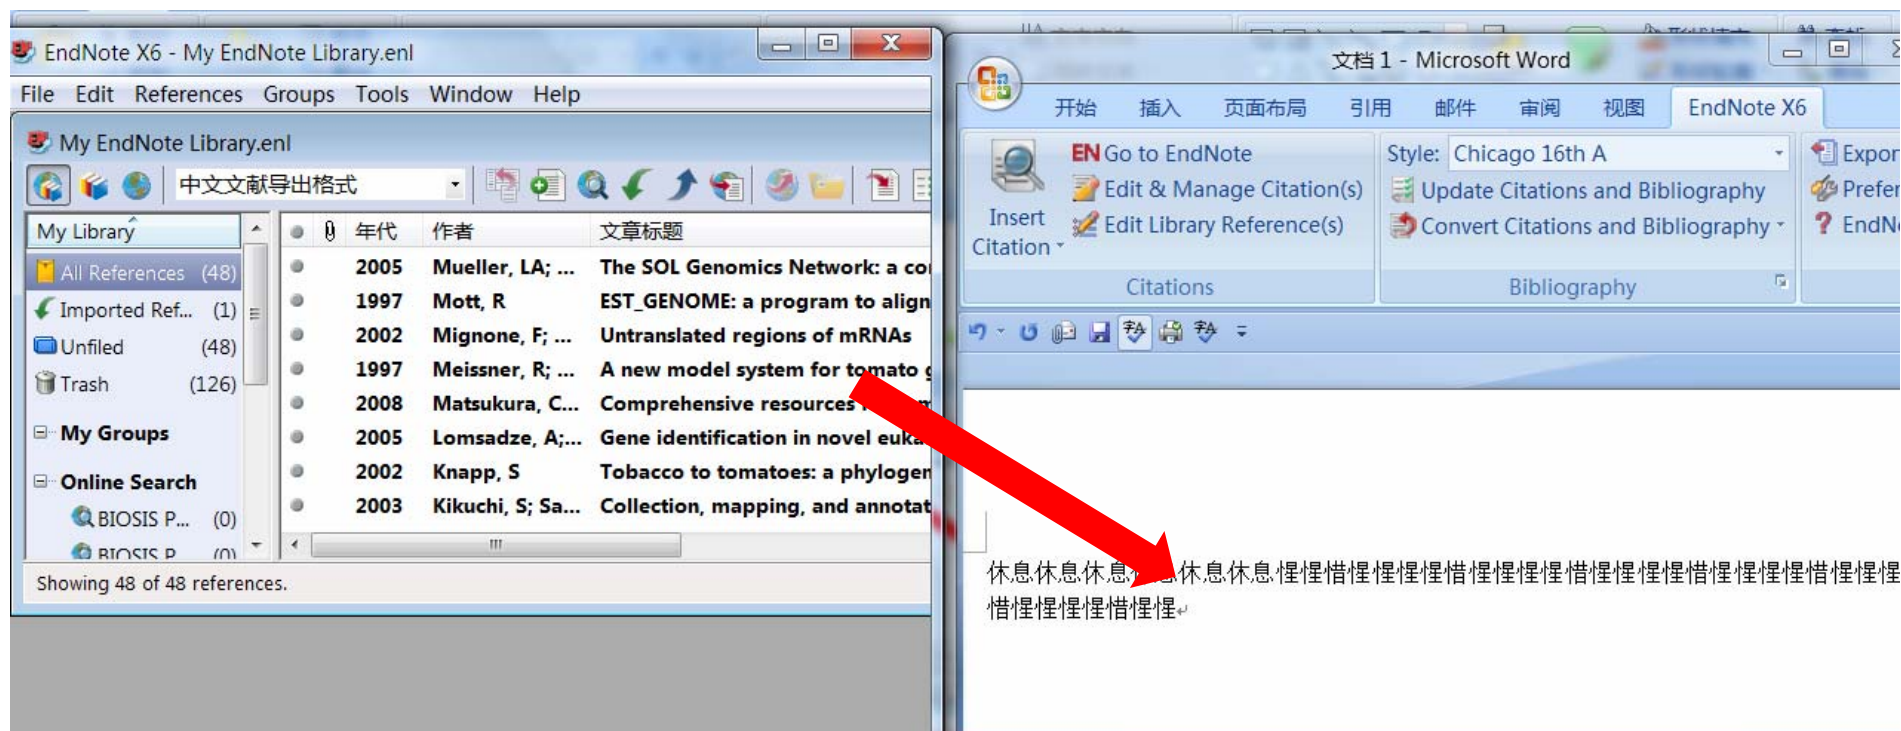 EndNote X6 - My EndNote Library.enl
File Edit References Groups Tools Window Help
My EndNote Library.enl
中文文献导出格式
My Library
All References (48)
Imported Ref... (1)
Unfiled (48)
Trash (126)
My Groups
Online Search
BIOSIS P... (0)
BIOSIS P (0)
年代 作者 文章标题
2005 Mueller, LA; ... The SOL Genomics Network: a co
1997 Mott, R EST_GENOME: a program to align
2002 Mignone, F; ... Untranslated regions of mRNAs
1997 Meissner, R; ... A new model system for tomato g
2008 Matsukura, C... Comprehensive resources
2005 Lomsadze, A;... Gene identification in novel euka
2002 Knapp, S Tobacco to tomatoes: a phylogen
2003 Kikuchi, S; Sa... Collection, mapping, and annotat
Showing 48 of 48 references.
文档 1 - Microsoft Word
开始 插入 页面布局 引用 邮件 审阅 视图 EndNote X6
Insert Citation
EN Go to EndNote
Edit & Manage Citation(s)
Edit Library Reference(s)
Citations
Style: Chicago 16th A
Update Citations and Bibliography
Convert Citations and Bibliography
Bibliography
Expor
Prefer
EndN
休息休息休息休息休息休息惺惺惜惺惺惺惺惜惺惺惺惺惜惺惺惺惺惜惺惺惺惺惜惺惺惺
惜惺惺惺惺惜惺惺